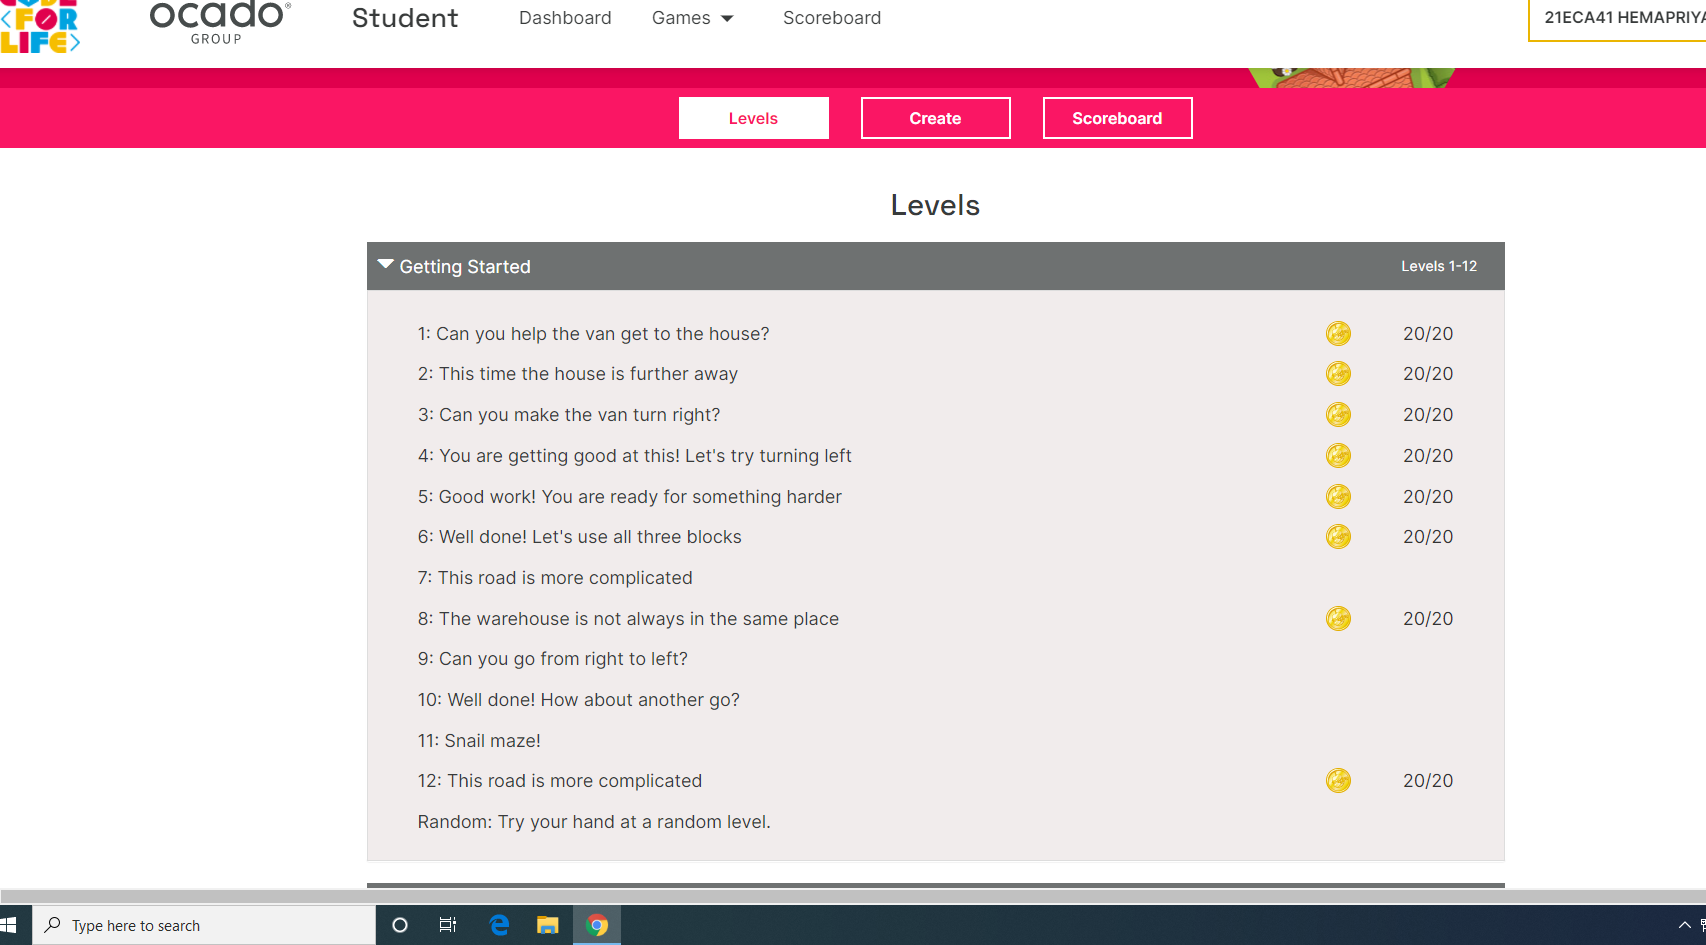 <FOR
LIFE>
ocado®
GROUP
Student
Dashboard
Games
Scoreboard
21ECA41 HEMAPRIYA
Levels
Create
Scoreboard
Levels
Getting Started
Levels 1-12
1: Can you help the van get to the house? 20/20
2: This time the house is further away 20/20
3: Can you make the van turn right? 20/20
4: You are getting good at this! Let's try turning left 20/20
5: Good work! You are ready for something harder 20/20
6: Well done! Let's use all three blocks 20/20
7: This road is more complicated
8: The warehouse is not always in the same place 20/20
9: Can you go from right to left?
10: Well done! How about another go?
11: Snail maze!
12: This road is more complicated 20/20
Random: Try your hand at a random level.
Type here to search